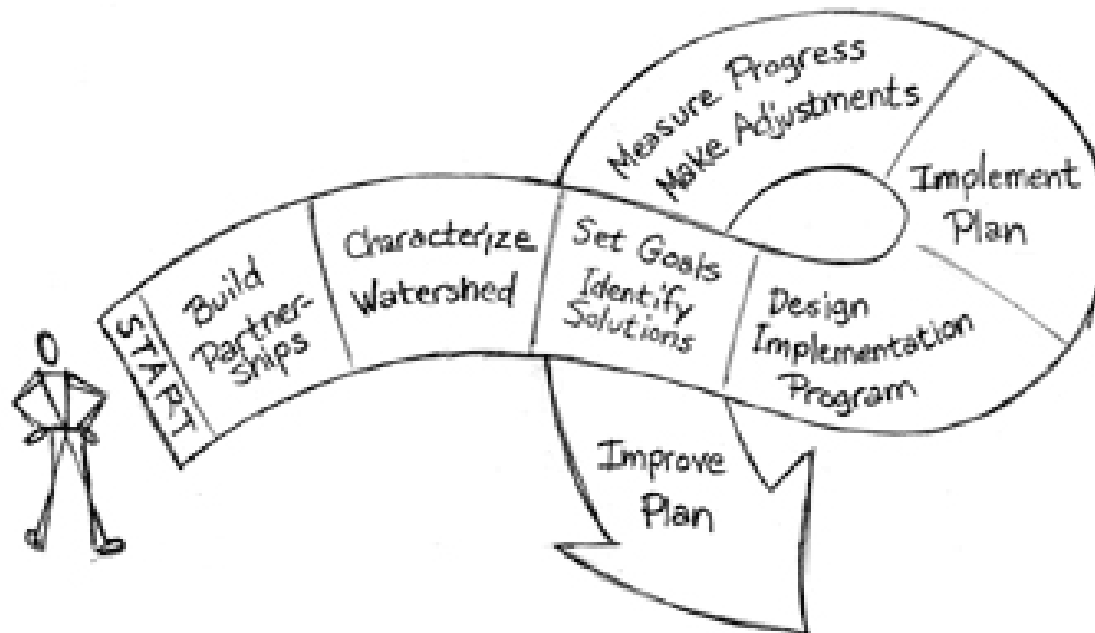 START
Build
Partner-
ships
Characterize
Watershed
Set Goals
Identify
Solutions
Design
Implementation
Program
Implement
Plan
Measure Progress
Make Adjustments
Improve
Plan